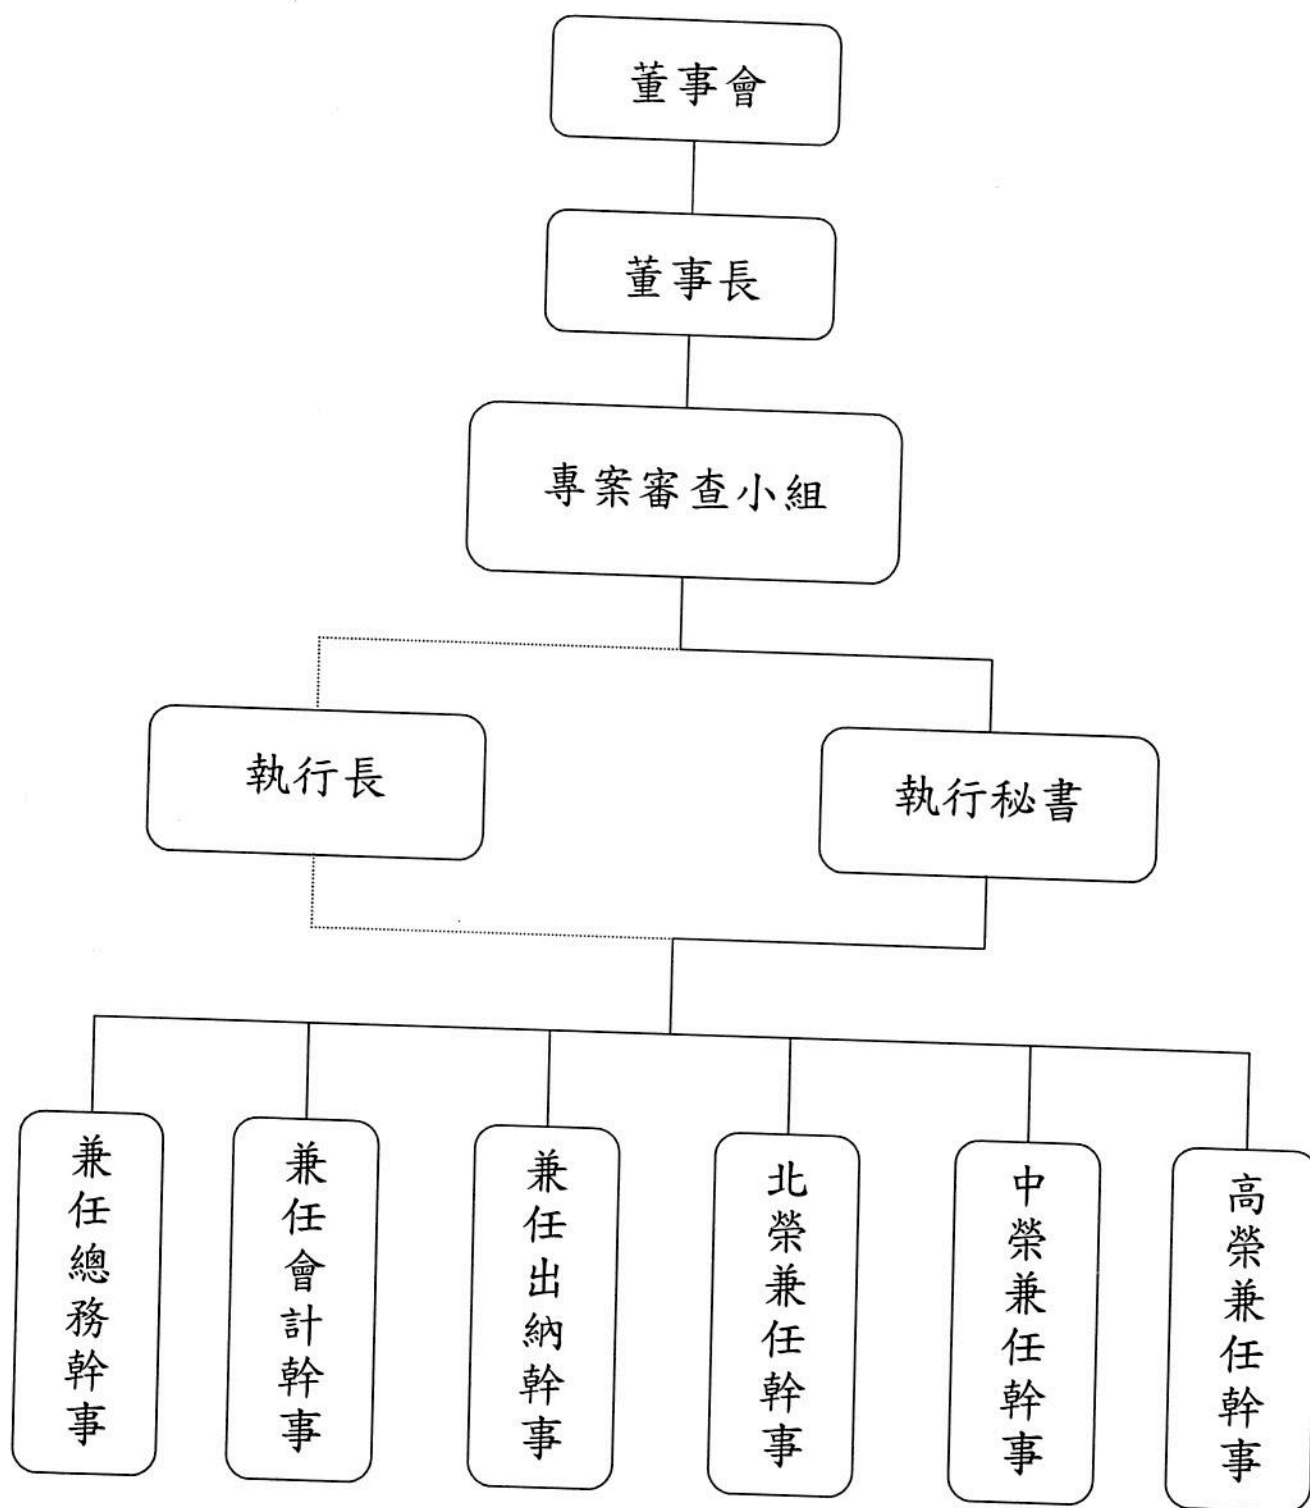 董事會
董事長
專案審查小組
執行長
執行秘書
兼任總務幹事
兼任會計幹事
兼任出納幹事
北榮兼任幹事
中榮兼任幹事
高榮兼任幹事